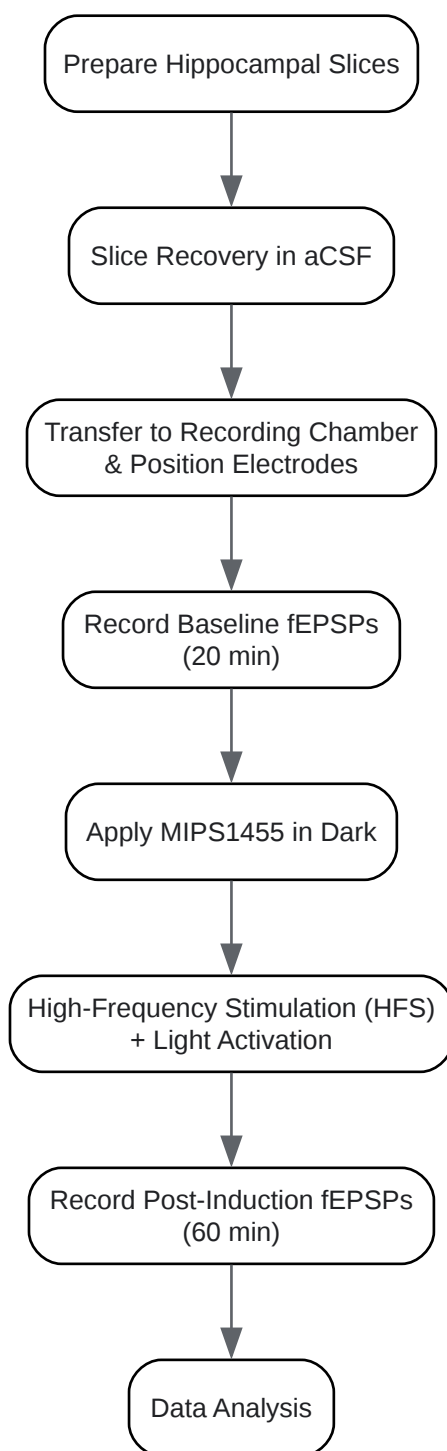 Prepare Hippocampal Slices
Slice Recovery in aCSF
Transfer to Recording Chamber
& Position Electrodes
Record Baseline fEPSPs
(20 min)
Apply MIPS1455 in Dark
High-Frequency Stimulation (HFS)
+ Light Activation
Record Post-Induction fEPSPs
(60 min)
Data Analysis